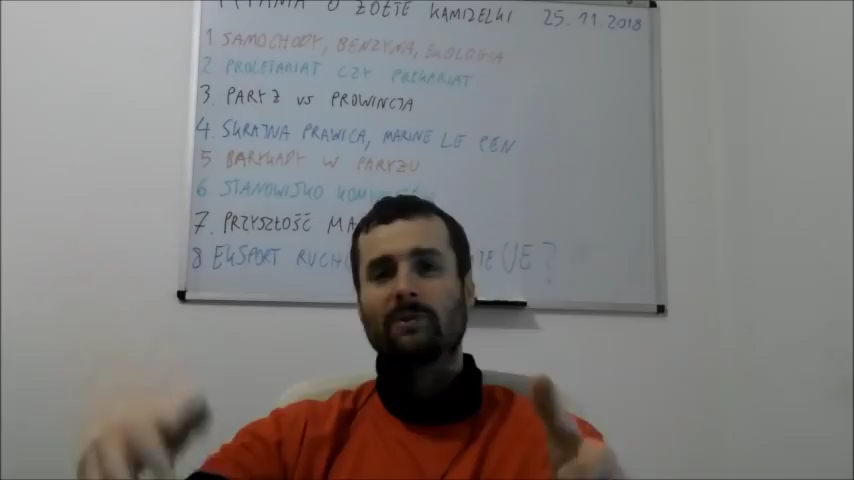 PYTANIA O ŻÓŁTE KAMIZELKI 25.11.2018
1. SAMOCHODY, BENZYNA, EKOLOGIA
2. PROLETARIAT CZY PREKARIAT
3. PARYŻ vs PROWINCJA
4. SKRAJNA PRAWICA, MARINE LE PEN
5 BARYKADY W PARYŻU
6. STANOWISKO
7. PRZYSZŁOŚĆ
8 EKSPORT UE?